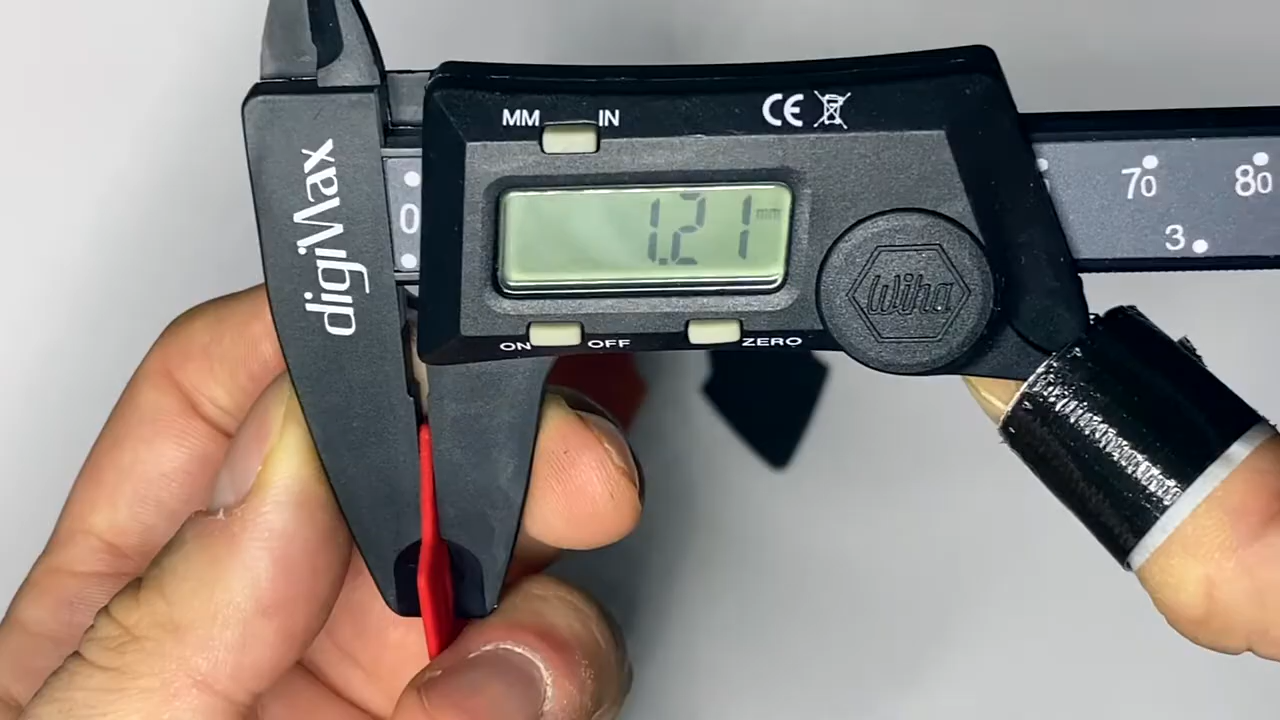 MM IN CE
digiMax
0
1.21 mm
70 80
3
Wiha
ON OFF ZERO